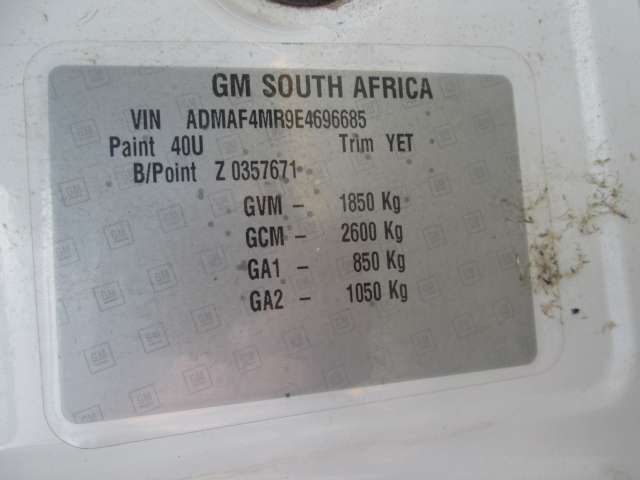 GM SOUTH AFRICA
VIN ADMAF4MR9E4696685
Paint 40U Trim YET
B/Point Z 0357671
GVM - 1850 Kg
GCM - 2600 Kg
GA1 - 850 Kg
GA2 - 1050 Kg